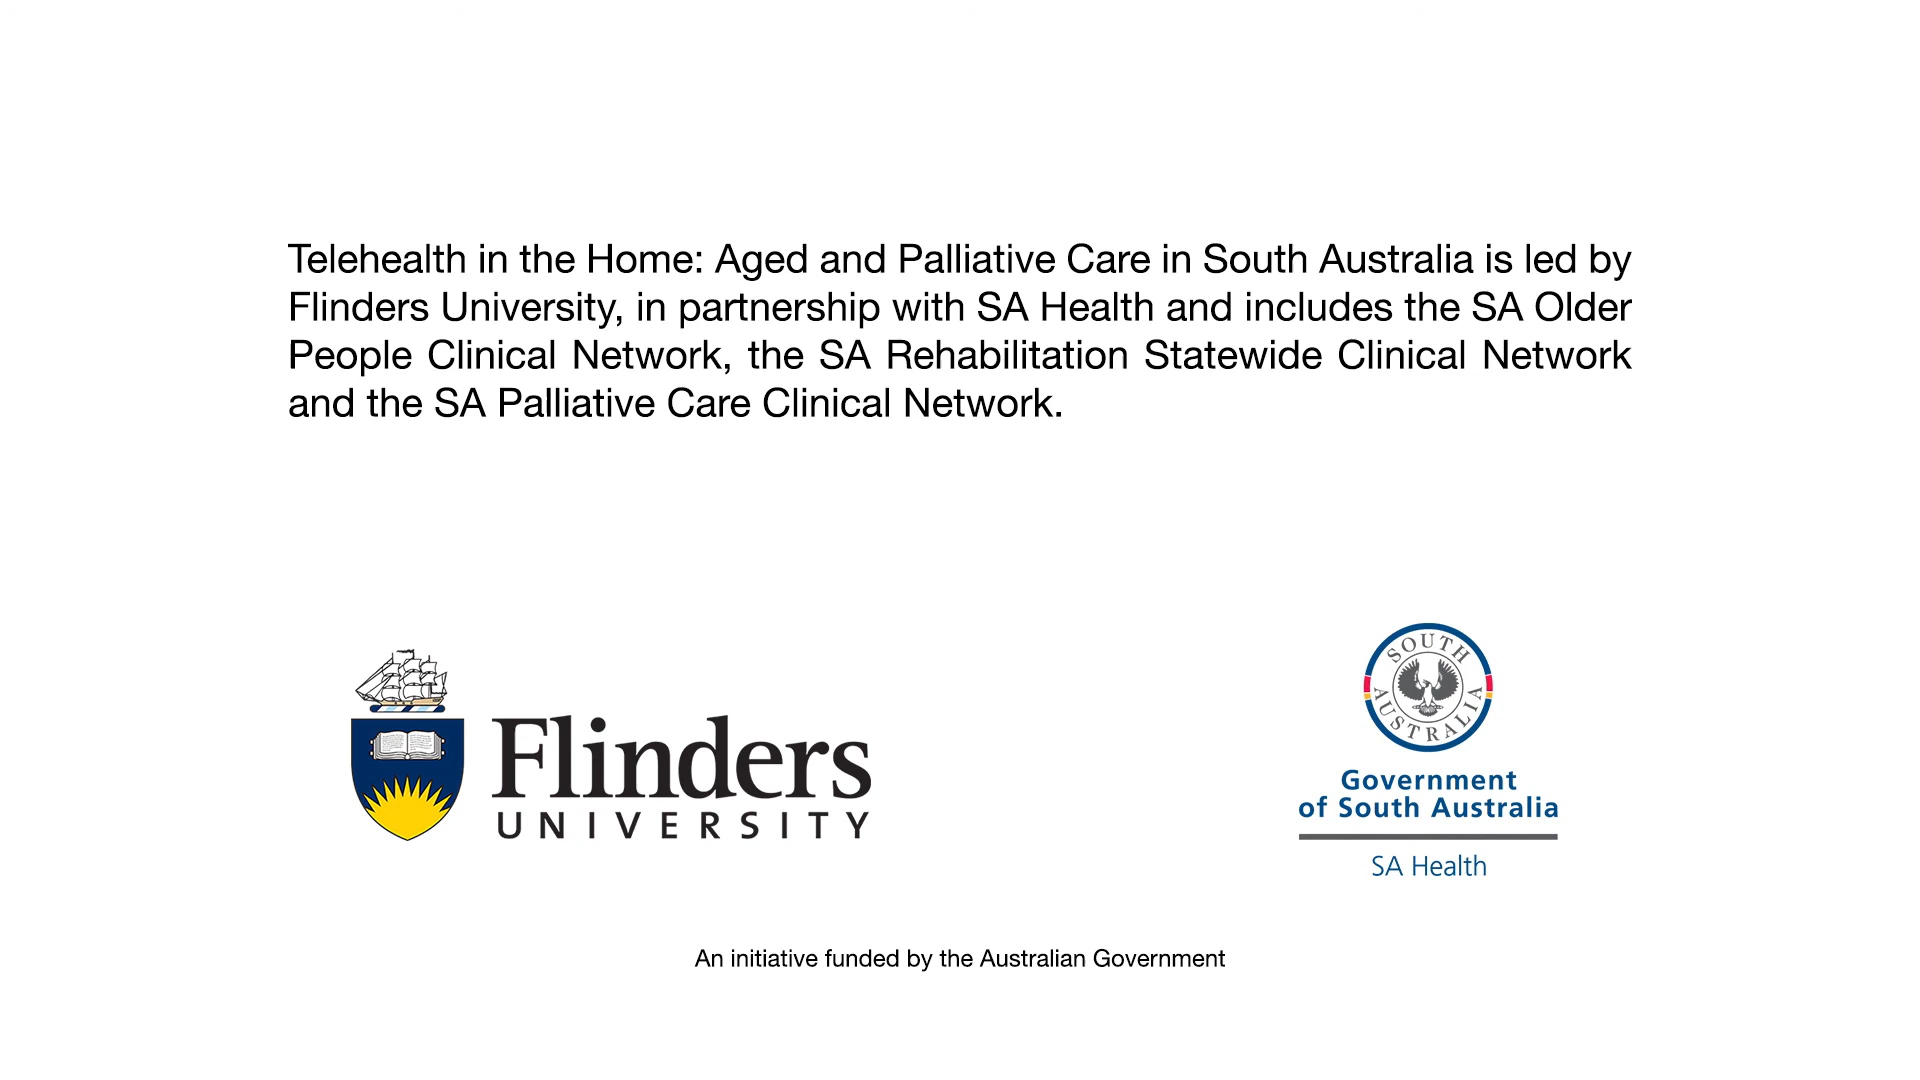 Telehealth in the Home: Aged and Palliative Care in South Australia is led by
Flinders University, in partnership with SA Health and includes the SA Older
People Clinical Network, the SA Rehabilitation Statewide Clinical Network
and the SA Palliative Care Clinical Network.
Flinders
UNIVERSITY
SOUTH
AUSTRALIA
Government
of South Australia
SA Health
An initiative funded by the Australian Government